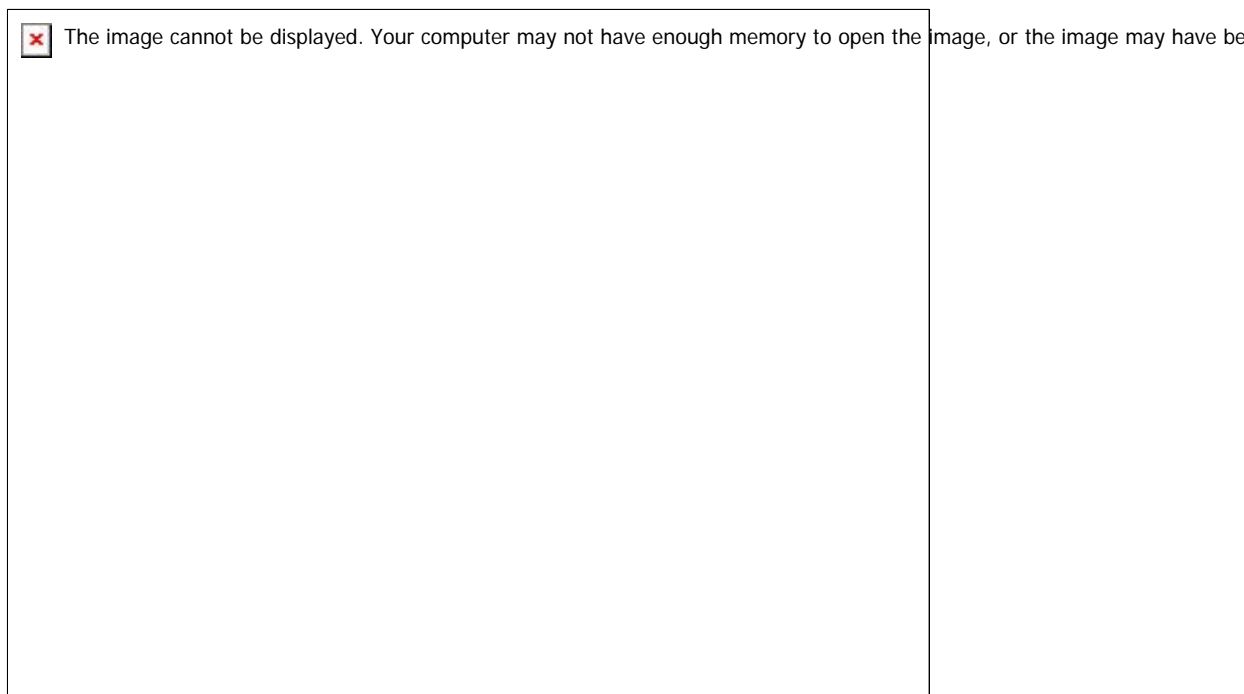 The image cannot be displayed. Your computer may not have enough memory to open the image, or the image may have be